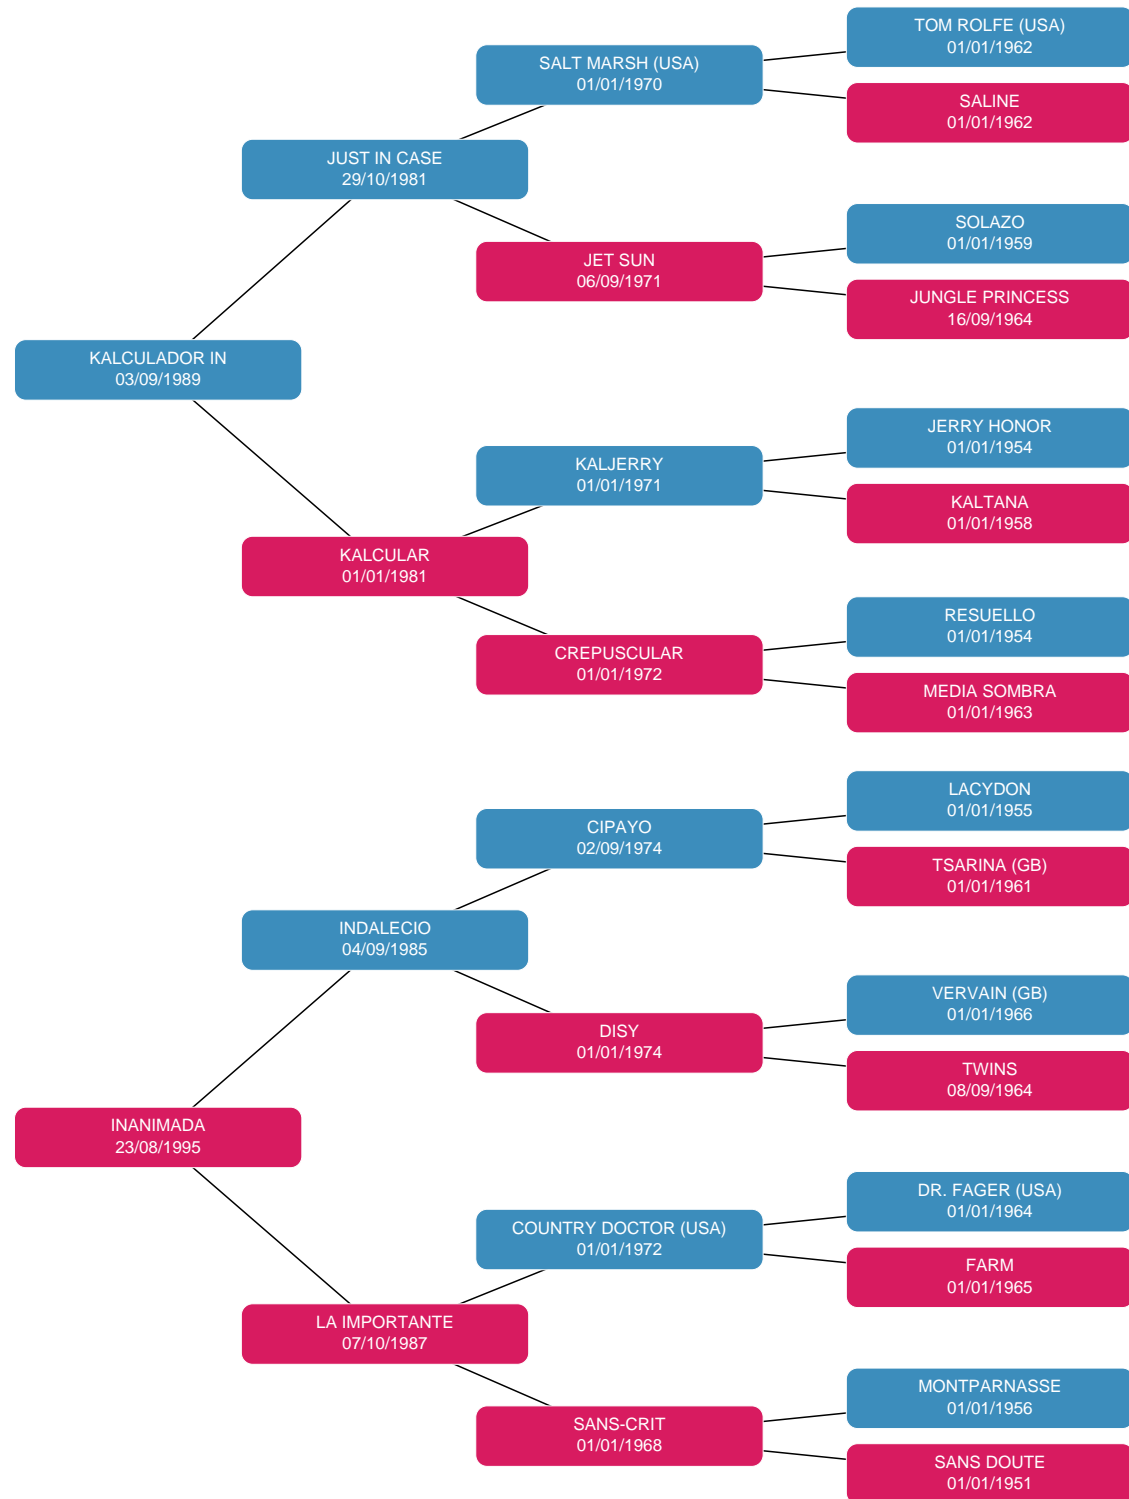 TOM ROLFE (USA)
01/01/1962
SALT MARSH (USA)
01/01/1970
SALINE
01/01/1962
JUST IN CASE
29/10/1981
SOLAZO
01/01/1959
JET SUN
06/09/1971
JUNGLE PRINCESS
16/09/1964
KALCULADOR IN
03/09/1989
JERRY HONOR
01/01/1954
KALJERRY
01/01/1971
KALTANA
01/01/1958
KALCULAR
01/01/1981
RESUELLO
01/01/1954
CREPUSCULAR
01/01/1972
MEDIA SOMBRA
01/01/1963
LACYDON
01/01/1955
CIPAYO
02/09/1974
TSARINA (GB)
01/01/1961
INDALECIO
04/09/1985
VERVAIN (GB)
01/01/1966
DISY
01/01/1974
TWINS
08/09/1964
INANIMADA
23/08/1995
DR. FAGER (USA)
01/01/1964
COUNTRY DOCTOR (USA)
01/01/1972
FARM
01/01/1965
LA IMPORTANTE
07/10/1987
MONTPARNASSE
01/01/1956
SANS-CRIT
01/01/1968
SANS DOUTE
01/01/1951